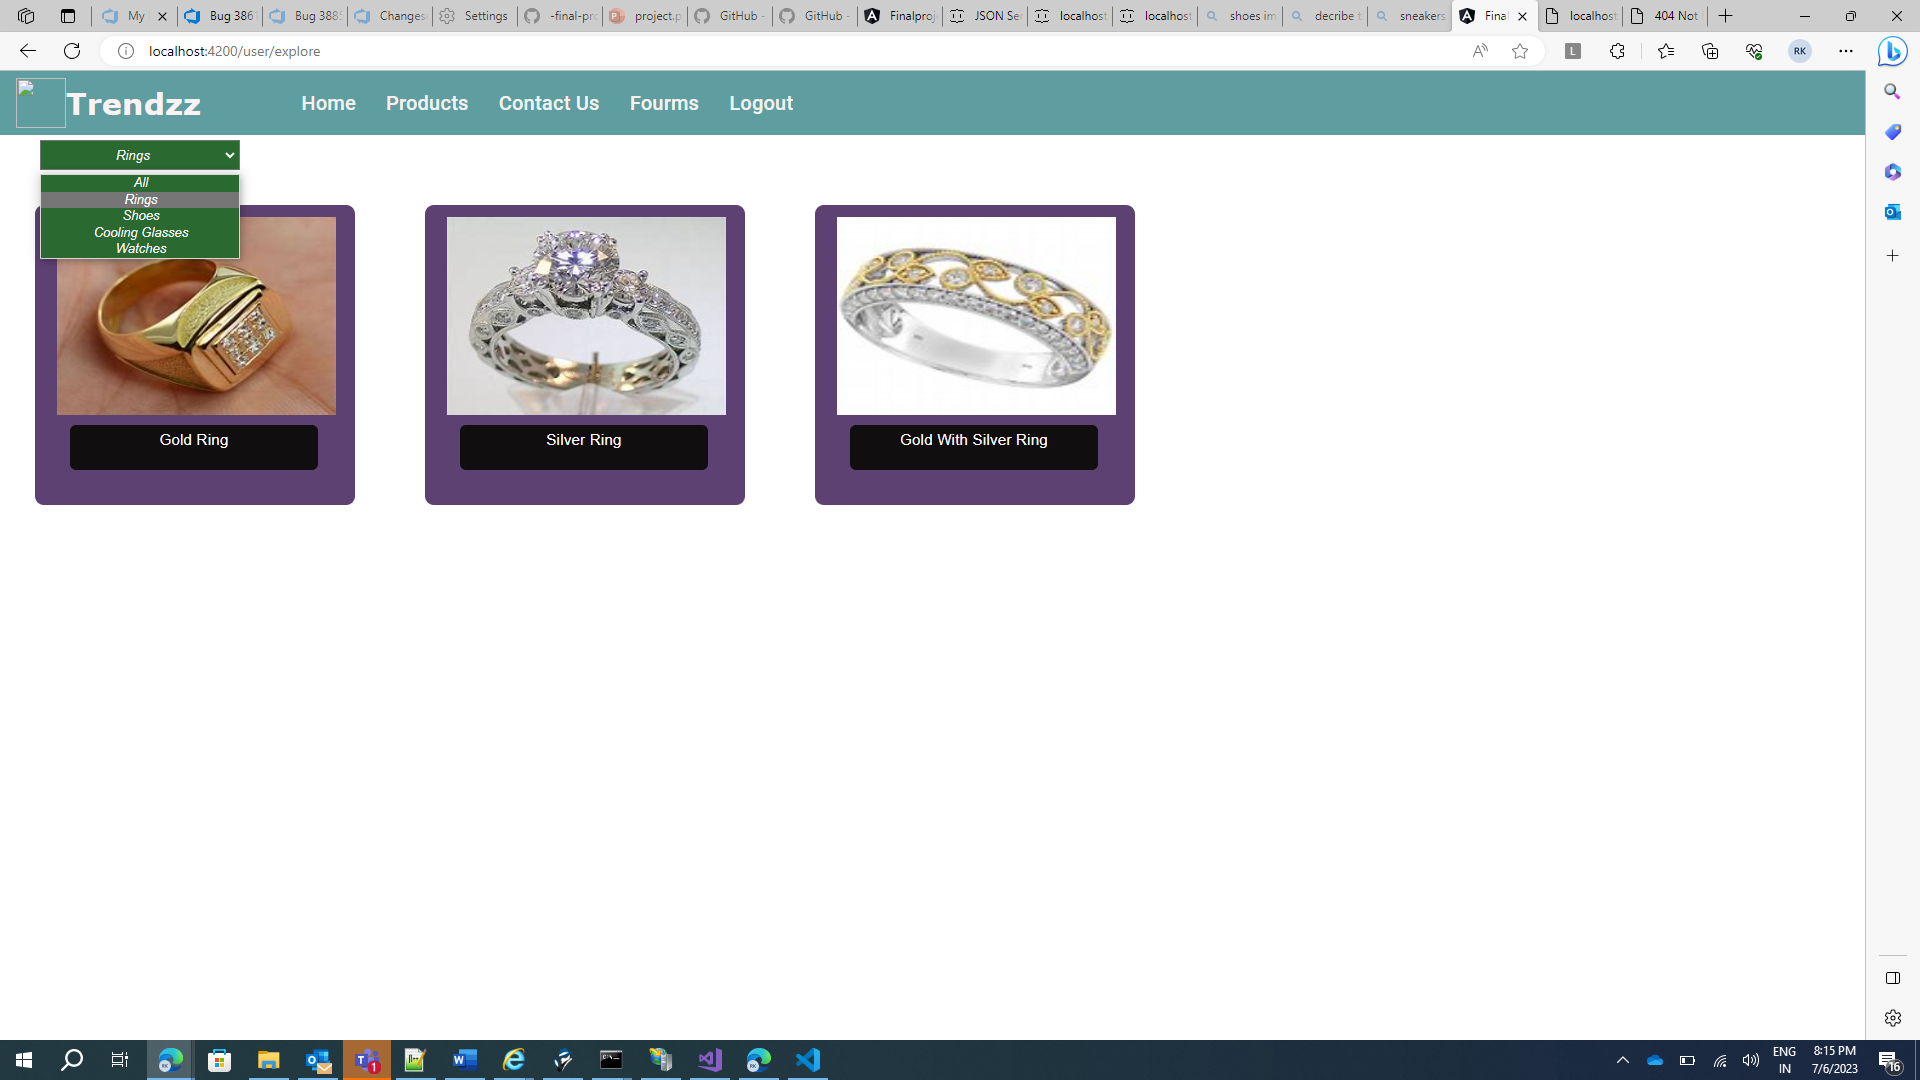 My
Bug 386
Bug 388
Changes
Settings
-final-pro
project.p
GitHub -
GitHub -
Finalproj
JSON Se
localhost
localhost
shoes im
decribe t
sneakers
Final
localhost
404 Not
localhost:4200/user/explore
L
RK
Trendzz
Home Products Contact Us Fourms Logout
Rings
All
Rings
Shoes
Cooling Glasses
Watches
Gold Ring
Silver Ring
Gold With Silver Ring
ENG
IN
8:15 PM
7/6/2023
16
1